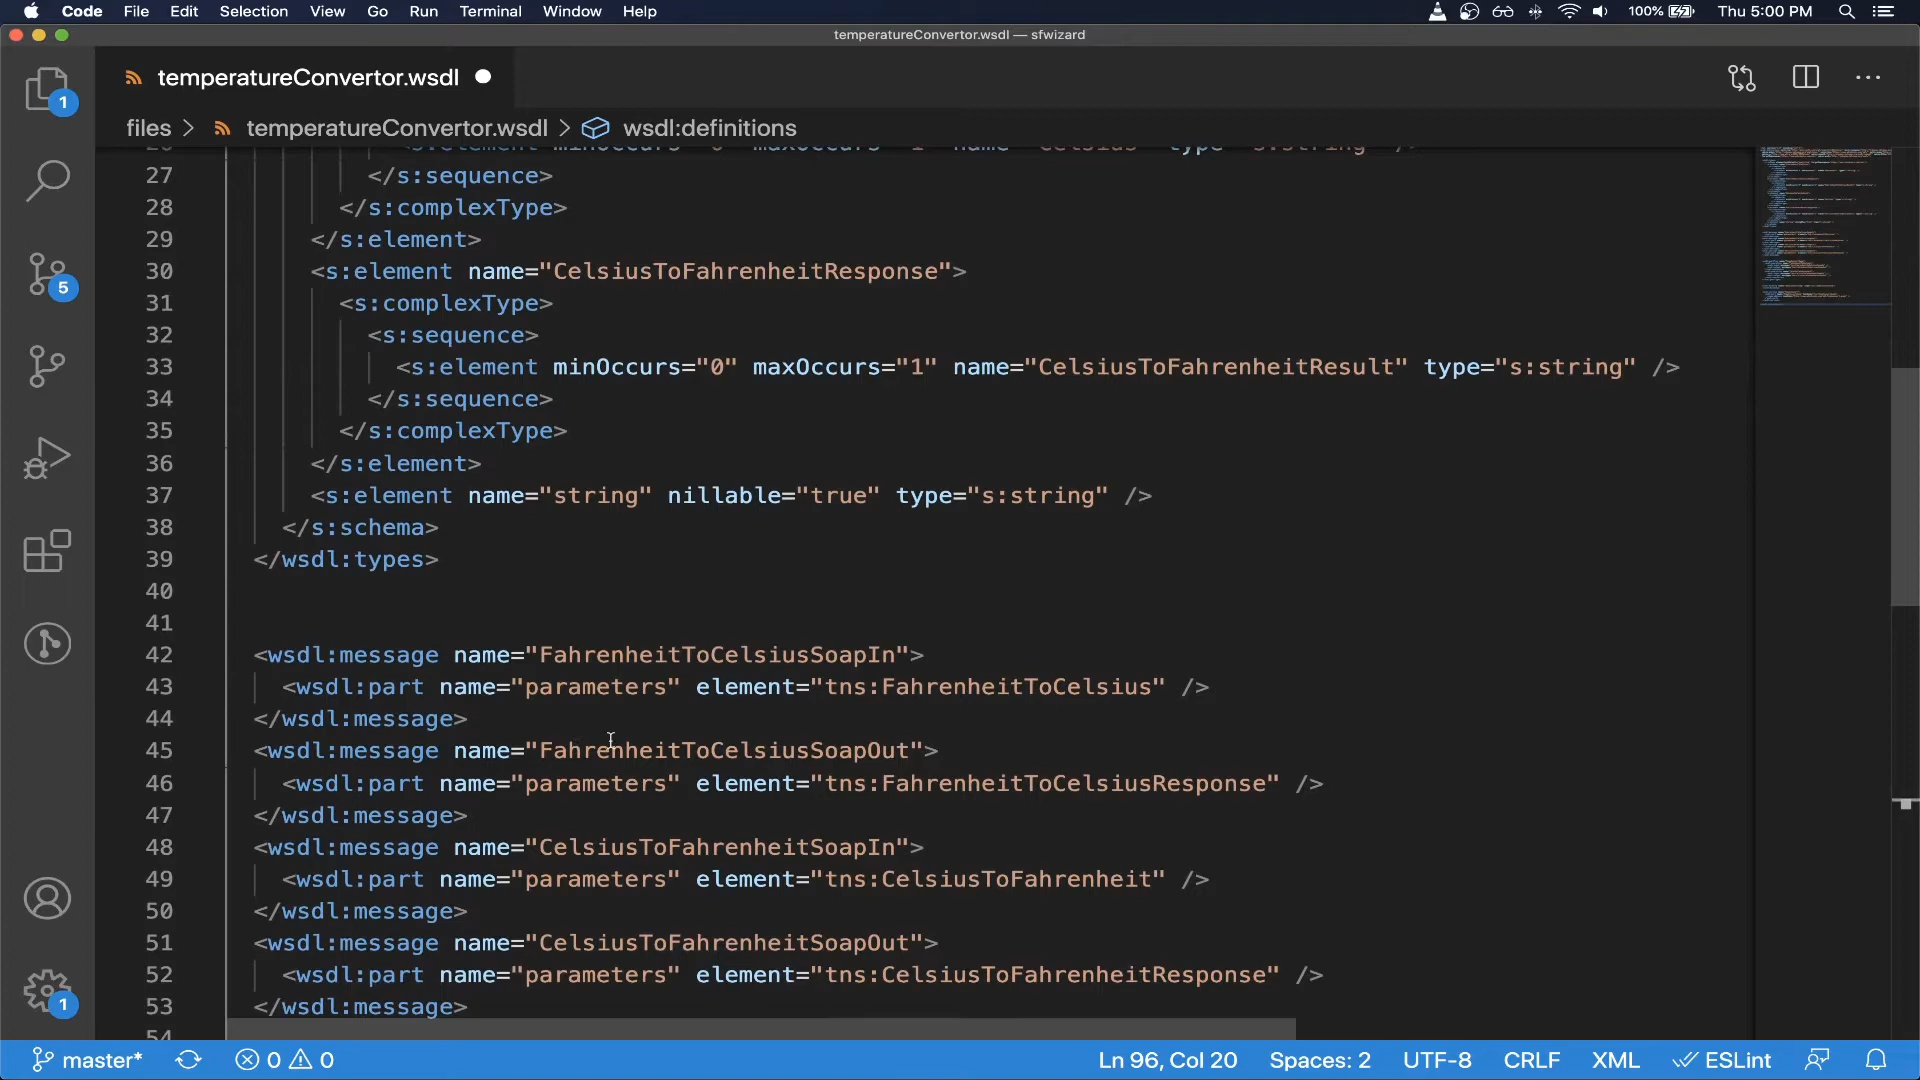 Code File Edit Selection View Go Run Terminal Window Help 100% Thu 5:00 PM
temperatureConvertor.wsdl — sfwizard
temperatureConvertor.wsdl
files > temperatureConvertor.wsdl > wsdl:definitions
27 </s:sequence>
28 </s:complexType>
29 </s:element>
30 <s:element name="CelsiusToFahrenheitResponse">
31 <s:complexType>
32 <s:sequence>
33 <s:element minOccurs="0" maxOccurs="1" name="CelsiusToFahrenheitResult" type="s:string" />
34 </s:sequence>
35 </s:complexType>
36 </s:element>
37 <s:element name="string" nillable="true" type="s:string" />
38 </s:schema>
39 </wsdl:types>
40
41
42 <wsdl:message name="FahrenheitToCelsiusSoapIn">
43 <wsdl:part name="parameters" element="tns:FahrenheitToCelsius" />
44 </wsdl:message>
45 <wsdl:message name="FahrenheitToCelsiusSoapOut">
46 <wsdl:part name="parameters" element="tns:FahrenheitToCelsiusResponse" />
47 </wsdl:message>
48 <wsdl:message name="CelsiusToFahrenheitSoapIn">
49 <wsdl:part name="parameters" element="tns:CelsiusToFahrenheit" />
50 </wsdl:message>
51 <wsdl:message name="CelsiusToFahrenheitSoapOut">
52 <wsdl:part name="parameters" element="tns:CelsiusToFahrenheitResponse" />
53 </wsdl:message>
54
1
5
1
master* 0 0 Ln 96, Col 20 Spaces: 2 UTF-8 CRLF XML ESLint